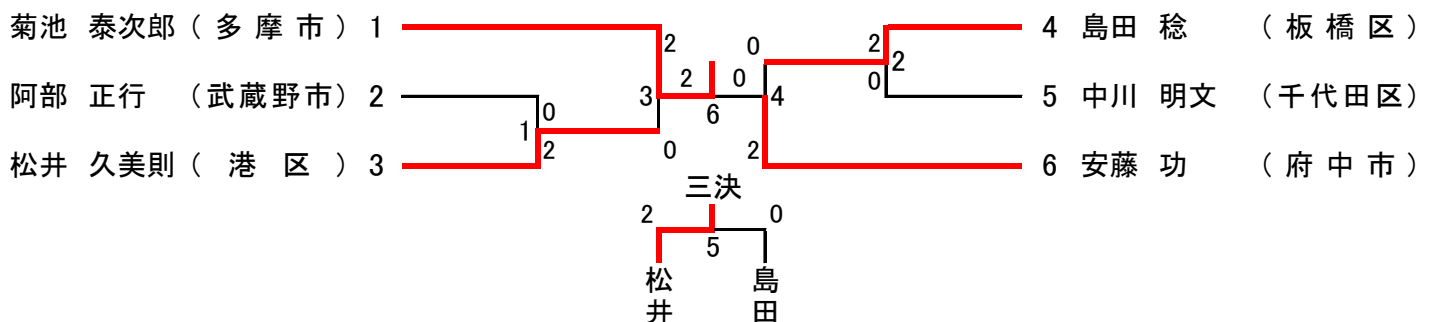 菊池 泰次郎 ( 多 摩 市 ) 1
2
0
2
0
3
6
4
0
2
2
0
2
4 島田 稔 ( 板 橋 区 )
阿部 正行 (武蔵野市) 2
0
1
2
5 中川 明文 (千代田区)
松井 久美則 ( 港 区 ) 3
6 安藤 功 ( 府 中 市 )
三決
2
0
5
松井
島田